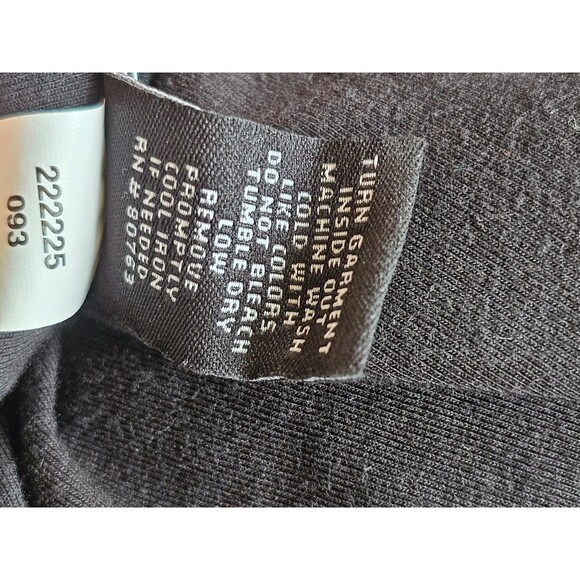 TURN GARMENT
INSIDE OUT
MACHINE WASH
COLD WITH
LIKE COLORS
DO NOT BLEACH
TUMBLE DRY
LOW
REMOVE
PROMPTLY
COOL IRON
IF NEEDED
RN# 80763
222225
093